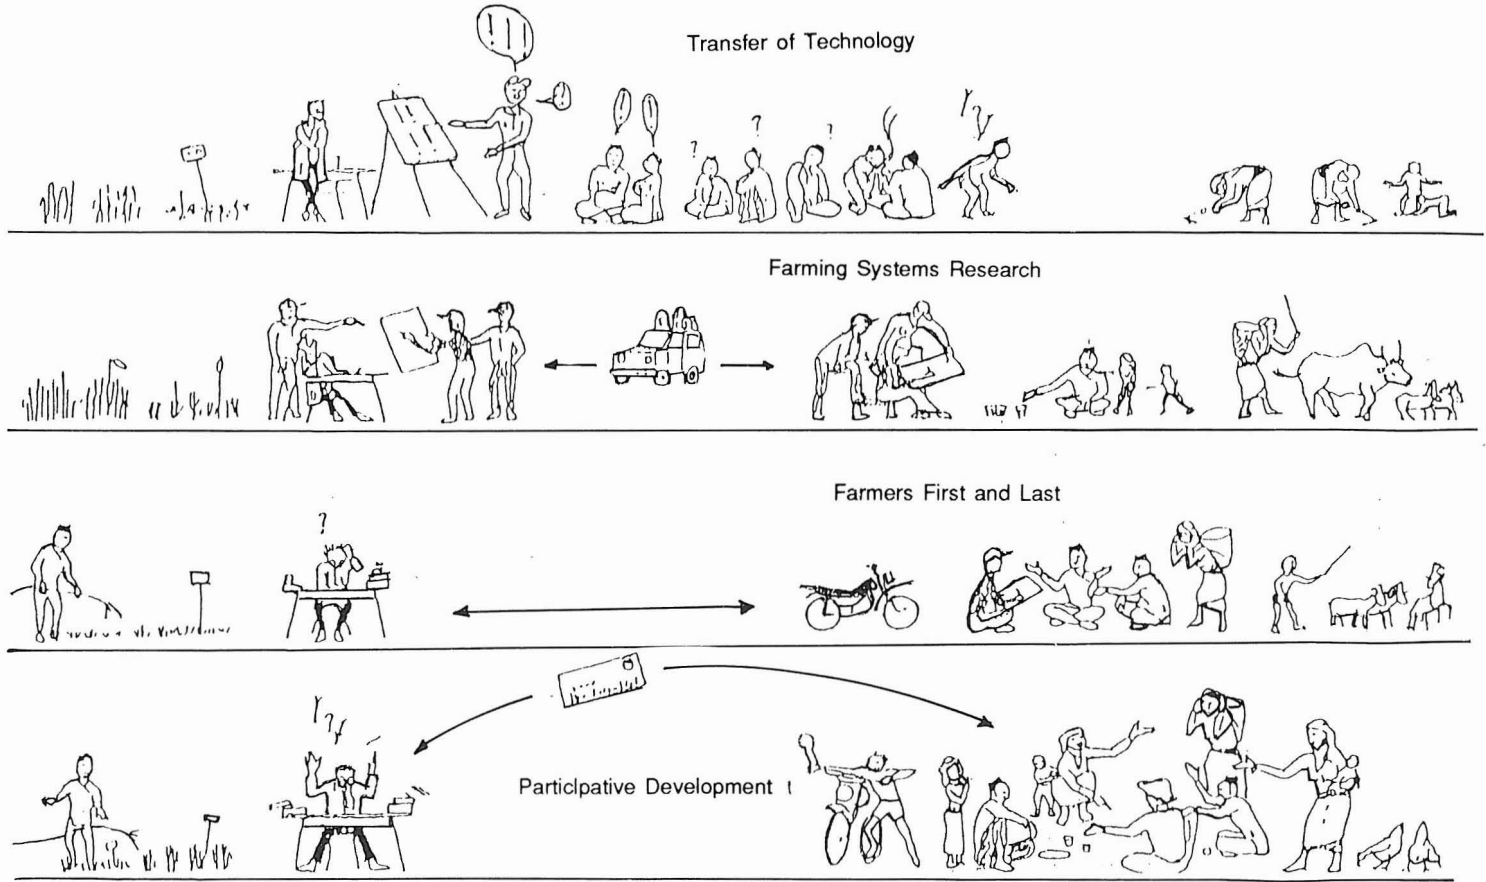 Transfer of Technology
?
?
?
?
Farming Systems Research
Farmers First and Last
?
?
Participative Development